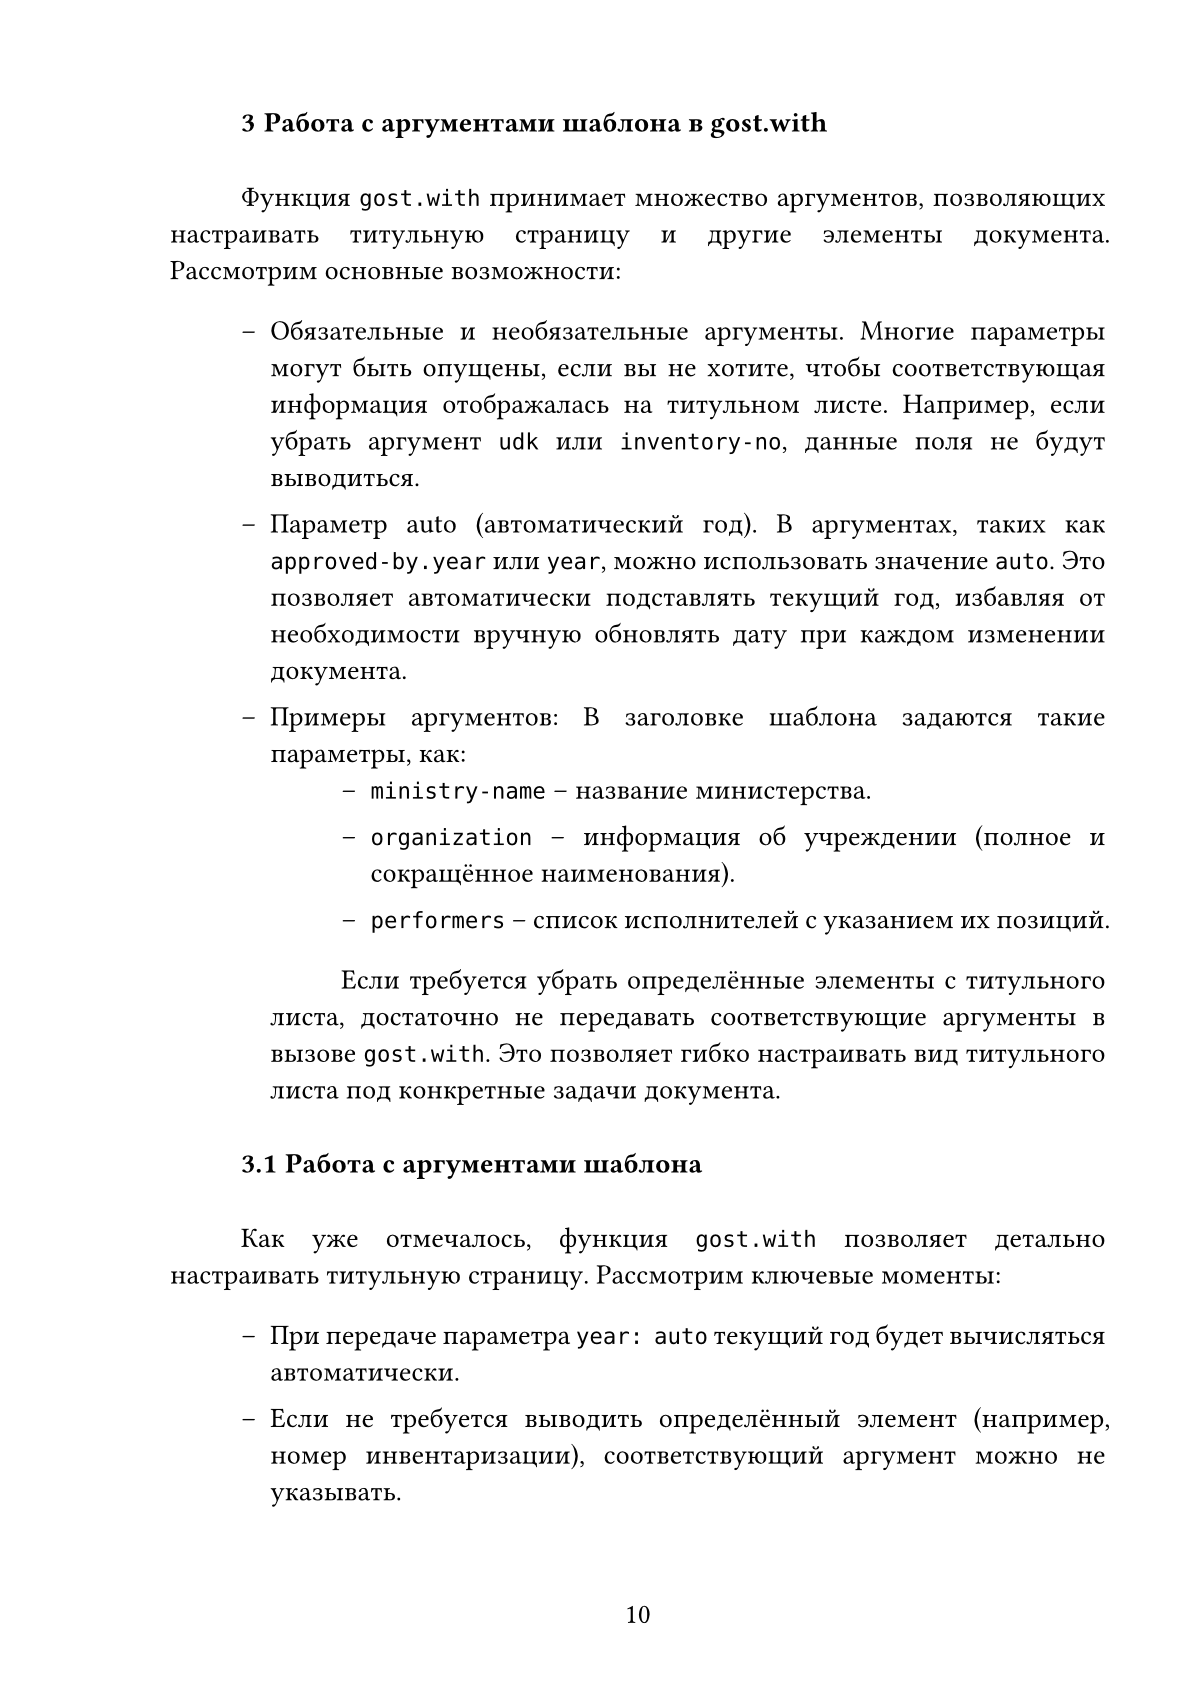 3 Работа с аргументами шаблона в gost.with
Функция gost.with принимает множество аргументов, позволяющих
настраивать титульную страницу и другие элементы документа.
Рассмотрим основные возможности:
– Обязательные и необязательные аргументы. Многие параметры
могут быть опущены, если вы не хотите, чтобы соответствующая
информация отображалась на титульном листе. Например, если
убрать аргумент udk или inventory-no, данные поля не будут
выводиться.
– Параметр auto (автоматический год). В аргументах, таких как
approved-by.year или year, можно использовать значение auto. Это
позволяет автоматически подставлять текущий год, избавляя от
необходимости вручную обновлять дату при каждом изменении
документа.
– Примеры аргументов: В заголовке шаблона задаются такие
параметры, как:
– ministry-name – название министерства.
– organization – информация об учреждении (полное и
сокращённое наименования).
– performers – список исполнителей с указанием их позиций.
Если требуется убрать определённые элементы с титульного
листа, достаточно не передавать соответствующие аргументы в
вызове gost.with. Это позволяет гибко настраивать вид титульного
листа под конкретные задачи документа.
3.1 Работа с аргументами шаблона
Как уже отмечалось, функция gost.with позволяет детально
настраивать титульную страницу. Рассмотрим ключевые моменты:
– При передаче параметра year: auto текущий год будет вычисляться
автоматически.
– Если не требуется выводить определённый элемент (например,
номер инвентаризации), соответствующий аргумент можно не
указывать.
10